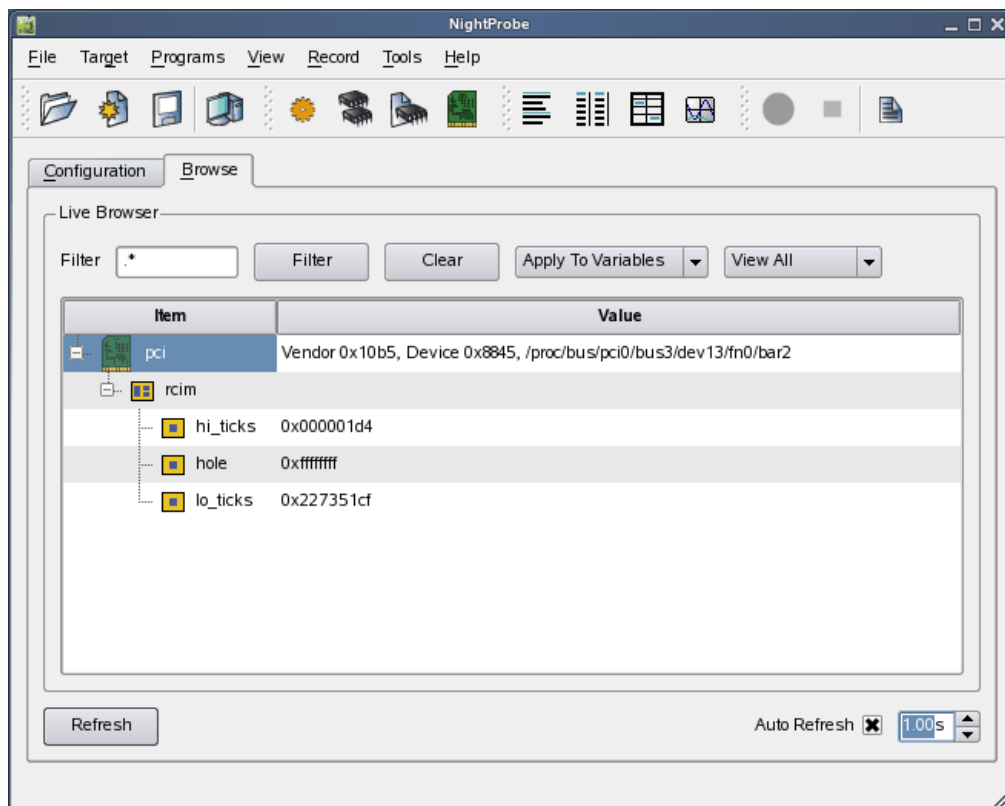 NightProbe
File Target Programs View Record Tools Help
Configuration Browse
Live Browser
Filter .* Filter Clear Apply To Variables View All
Item Value
pci Vendor 0x10b5, Device 0x8845, /proc/bus/pci0/bus3/dev13/fn0/bar2
rcim
hi_ticks 0x000001d4
hole 0xffffffff
lo_ticks 0x227351cf
Refresh Auto Refresh 1.00s